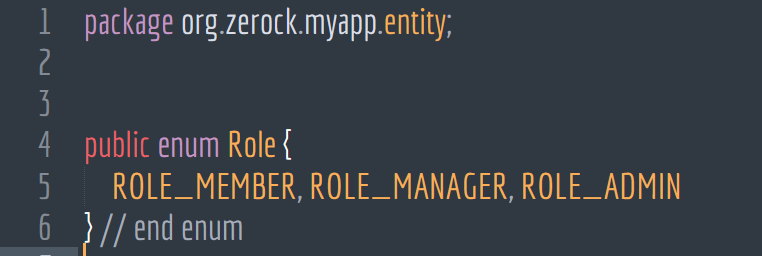 1 package org.zerock.myapp.entity;
2
3
4 public enum Role {
5 ROLE_MEMBER, ROLE_MANAGER, ROLE_ADMIN
6 } // end enum